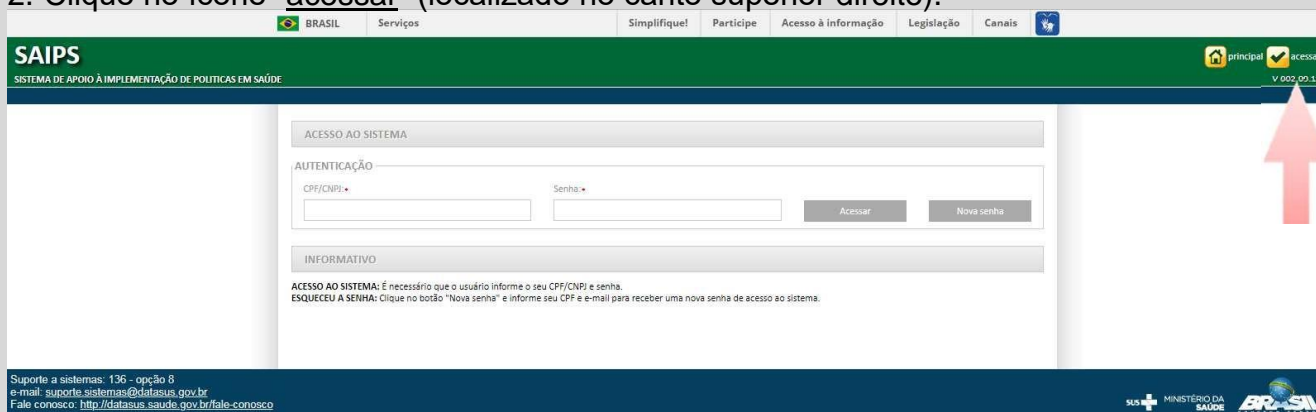 2. Clique no ícone "acessar" (localizado no canto superior direito).
BRASIL Serviços Simplifique! Participe Acesso à informação Legislação Canais
SAIPS
principal
SISTEMA DE APOIO À IMPLEMENTAÇÃO DE POLITICAS EM SAÚDE
ACESSO AO SISTEMA
AUTENTICAÇÃO
CPF/CNPJ:• Senha:•
Acessar Nova senha
INFORMATIVO
ACESSO AO SISTEMA: É necessário que o usuário informe o seu CPF/CNPJ e senha.
ESQUECEU A SENHA: Clique no botão "Nova senha" e informe seu CPF e e-mail para receber uma nova senha de acesso ao sistema.
Suporte a sistemas: 136 - opção 8
e-mail: suporte.sistemas@datasus.gov.br
Fale conosco: http://datasus.saude.gov.br/fale-conosco
SUS MINISTÉRIO DA SAÚDE BRASIL